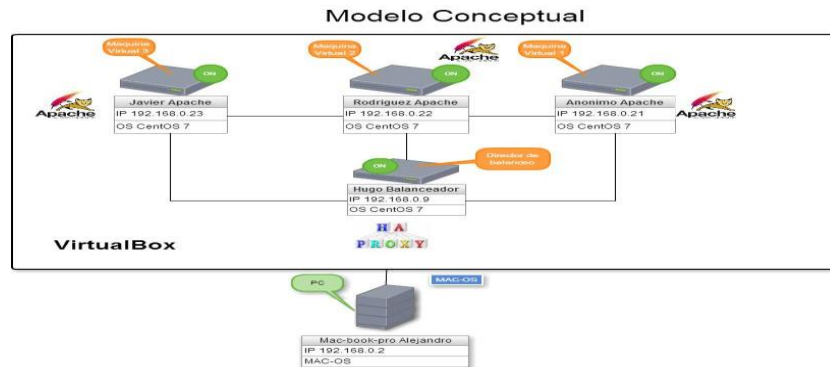 Modelo Conceptual
Maquina
Virtual 3
Maquina
Virtual 2
Maquina
Virtual 1
ON
ON
ON
Apache
Apache
Apache
Javier Apache
IP 192.168.0.23
OS CentOS 7
Rodriguez Apache
IP 192.168.0.22
OS CentOS 7
Anonimo Apache
IP 192.168.0.21
OS CentOS 7
ON
Director de
balanceo
Hugo Balanceador
IP 192.168.0.9
OS CentOS 7
HA
PROXY
VirtualBox
PC
MAC-OS
Mac-book-pro Alejandro
IP 192.168.0.2
MAC-OS